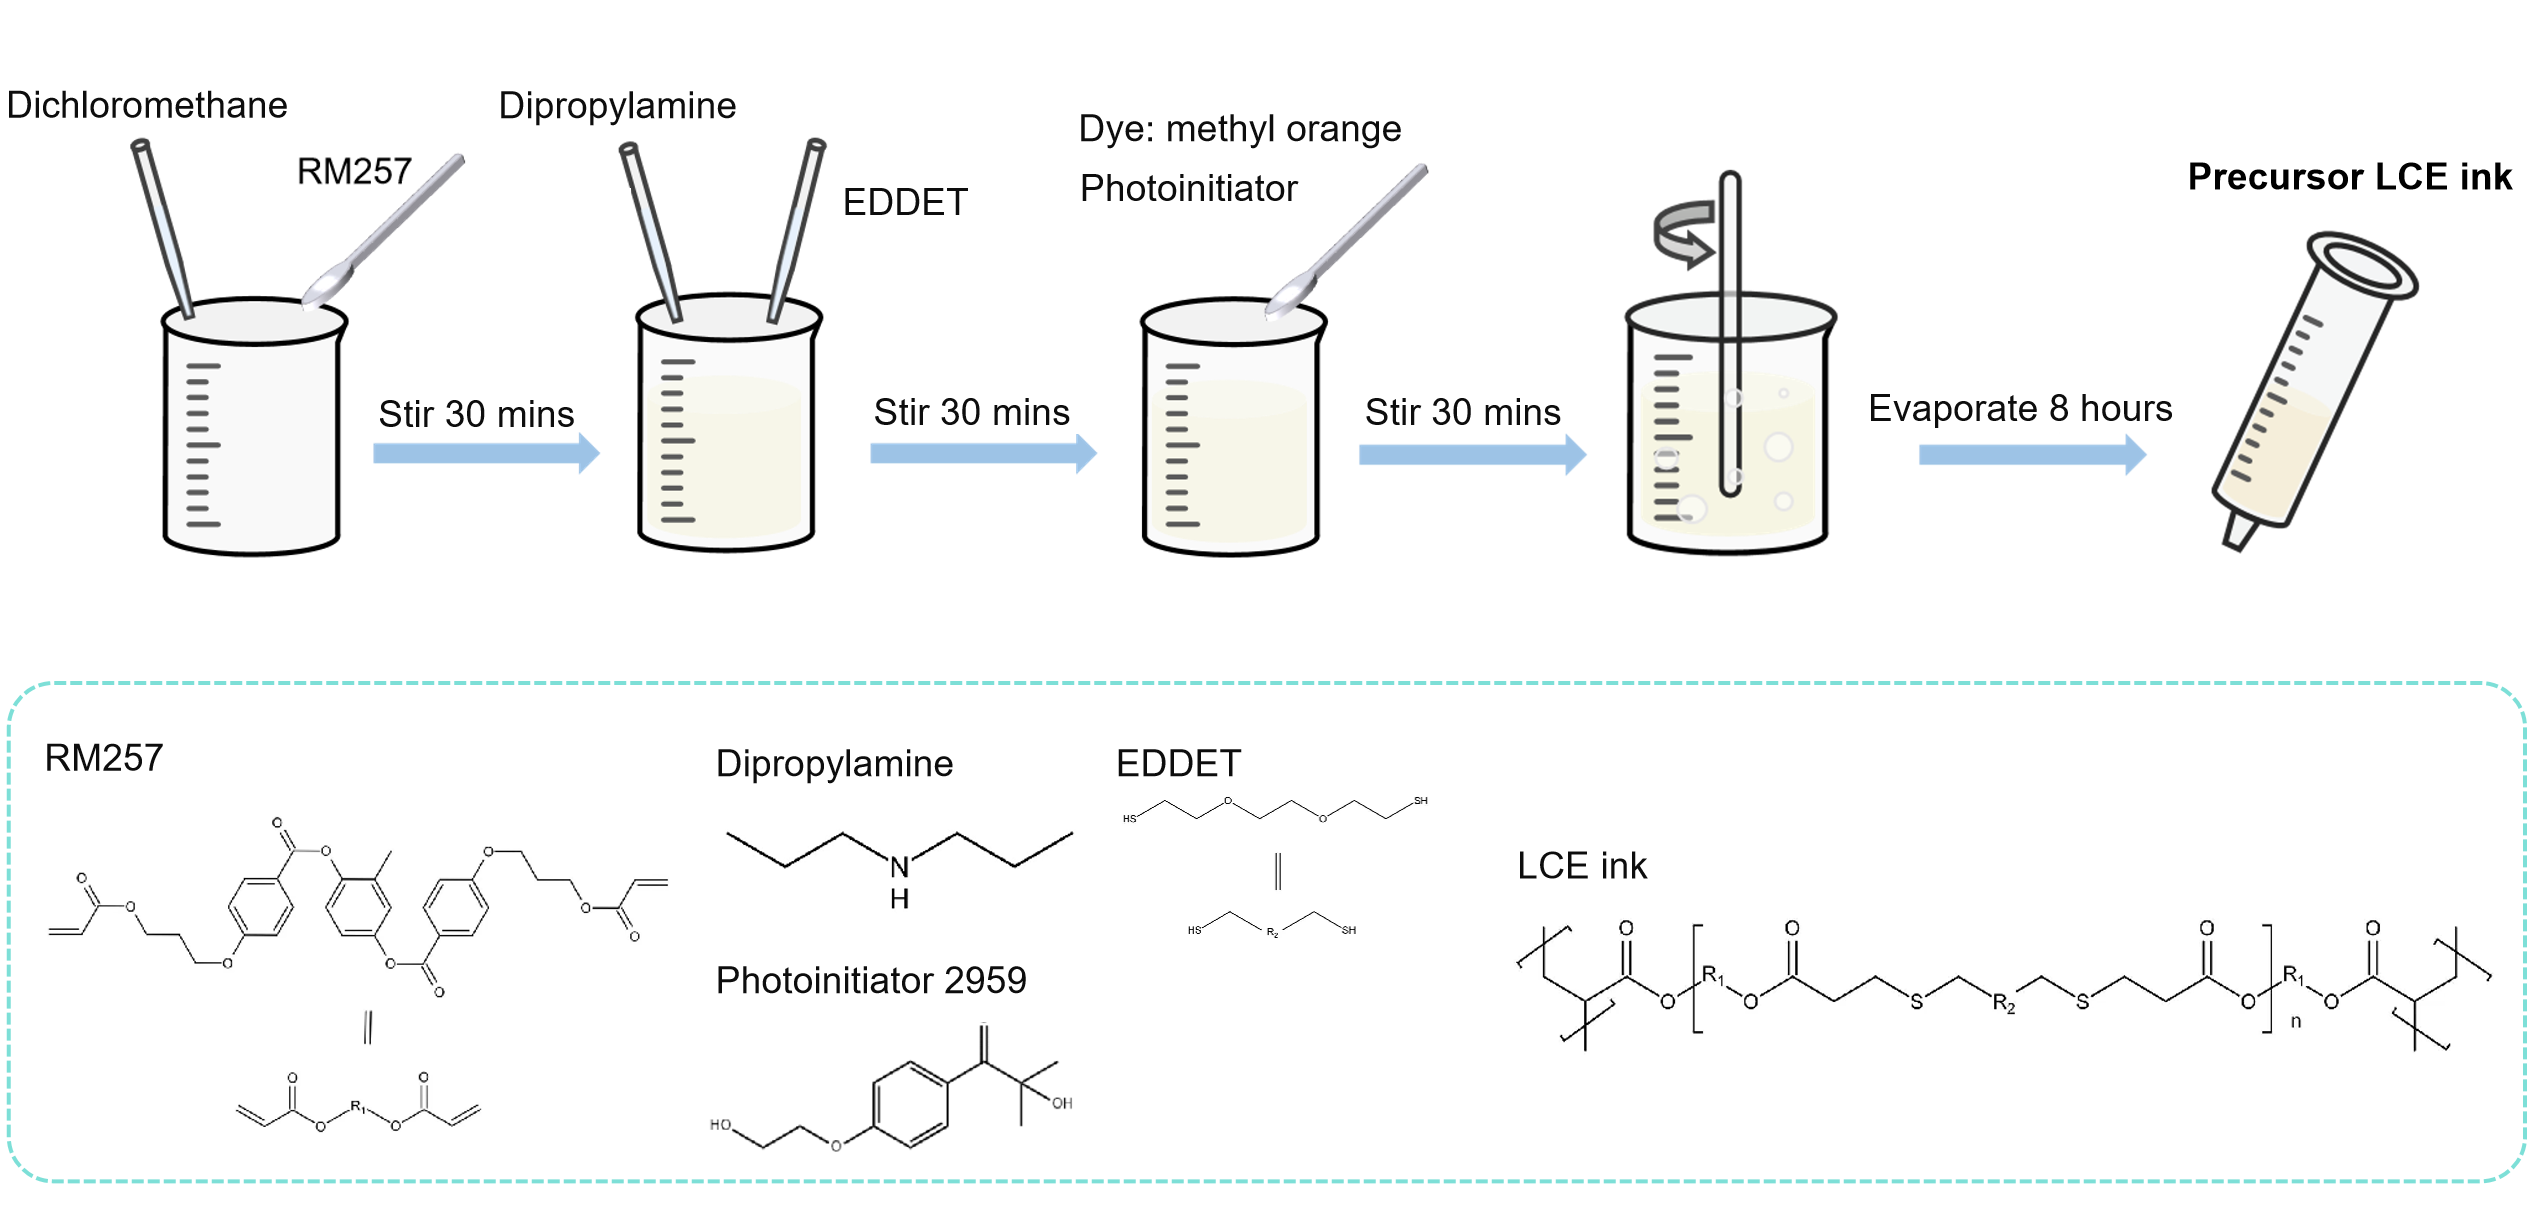 Dichloromethane
RM257
Dipropylamine
EDDET
Dye: methyl orange
Photoinitiator
Precursor LCE ink
Stir 30 mins
Stir 30 mins
Stir 30 mins
Evaporate 8 hours
RM257
O
O
O
O
O
O
O
O
O
O
O
R1
O
O
Dipropylamine
N
H
Photoinitiator 2959
HO
O
OH
EDDET
HS
O
O
SH
HS
R2
SH
LCE ink
O
O
R1
O
O
S
R2
S
O
O
R1
O
O
n